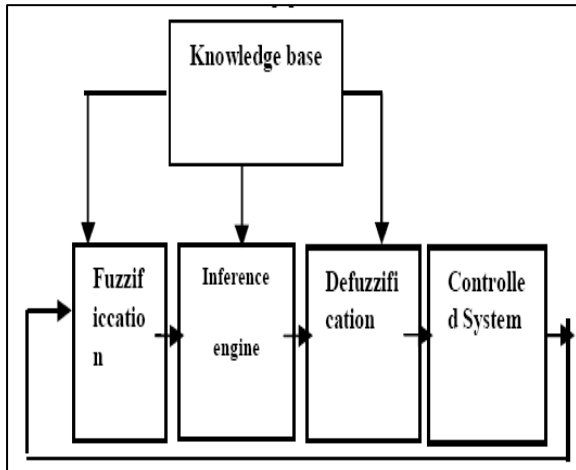 Knowledge base
Fuzzif
iccatio
n
Inference
engine
Defuzzifi
cation
Controlle
d System